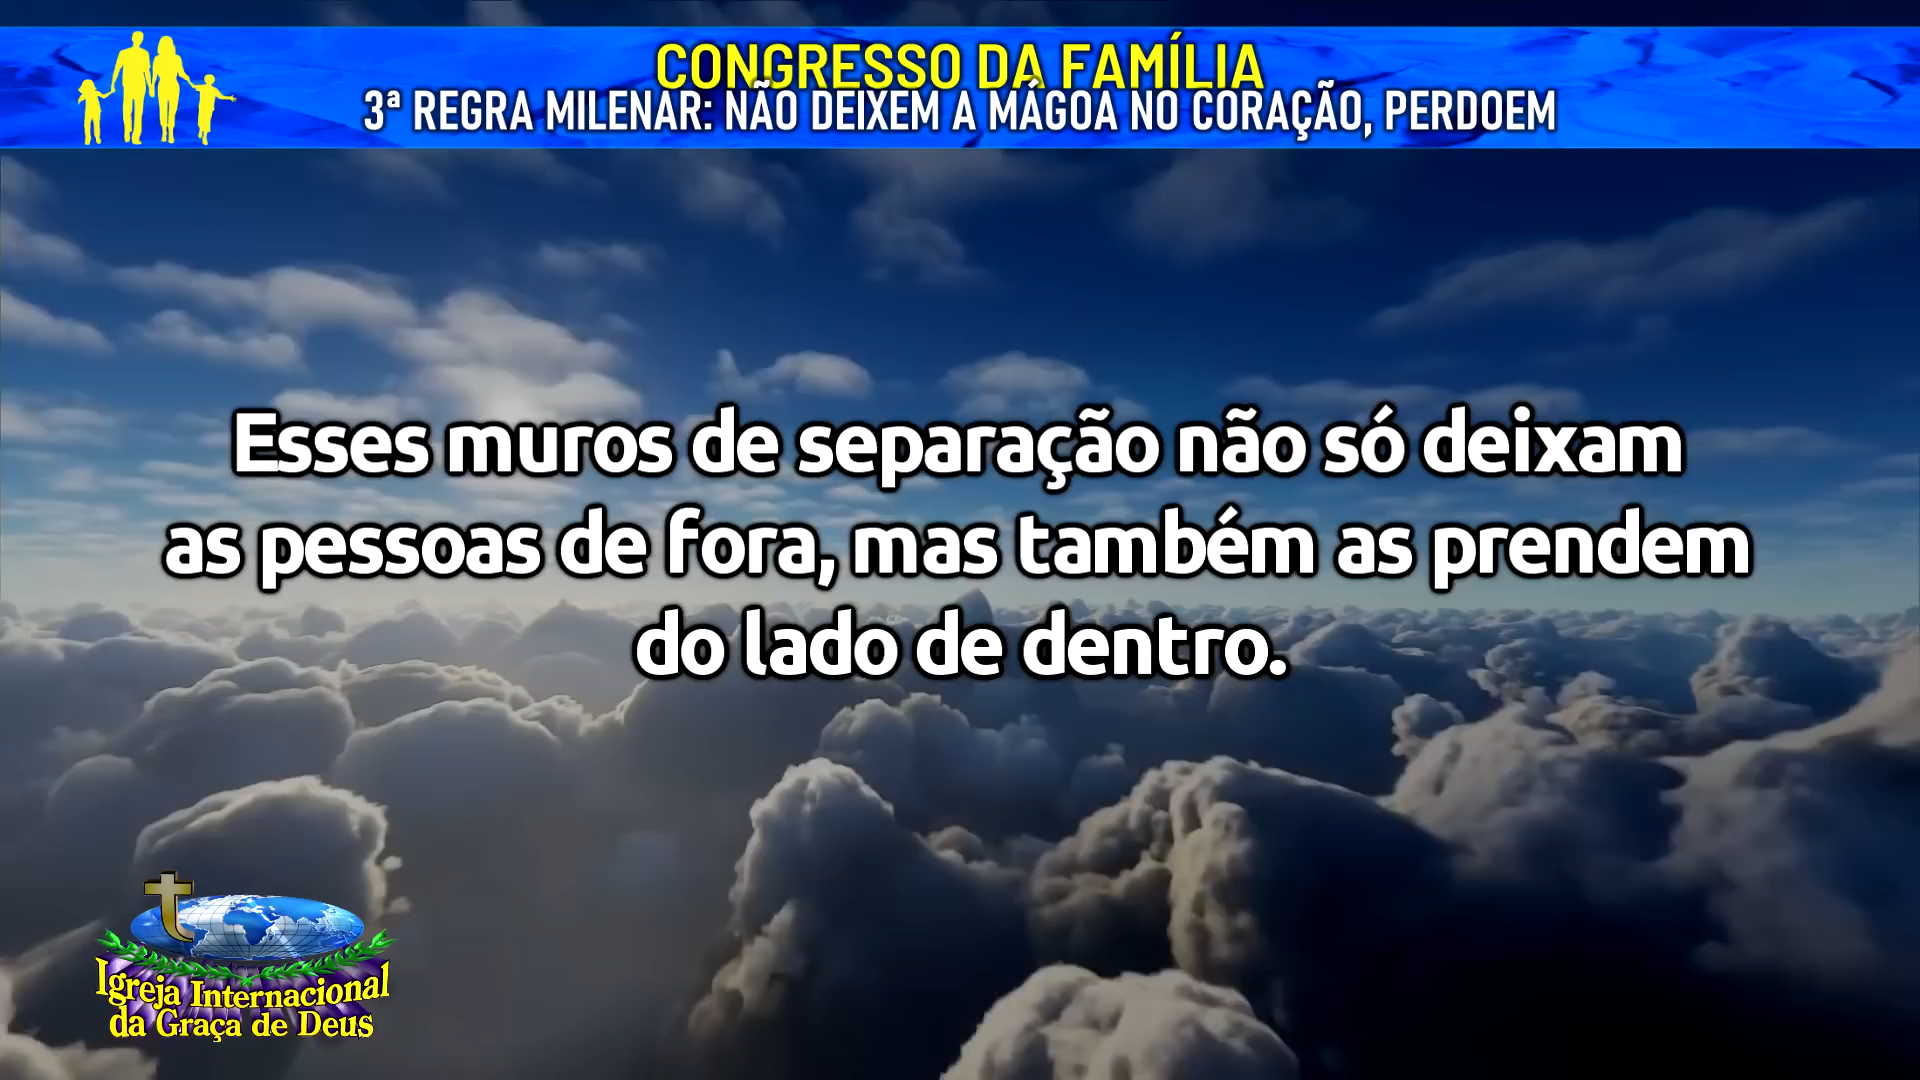 CONGRESSO DA FAMÍLIA
3ª REGRA MILENAR: NÃO DEIXEM A MÁGOA NO CORAÇÃO, PERDOEM
Esses muros de separação não só deixam
as pessoas de fora, mas também as prendem
do lado de dentro.
Igreja Internacional
da Graça de Deus